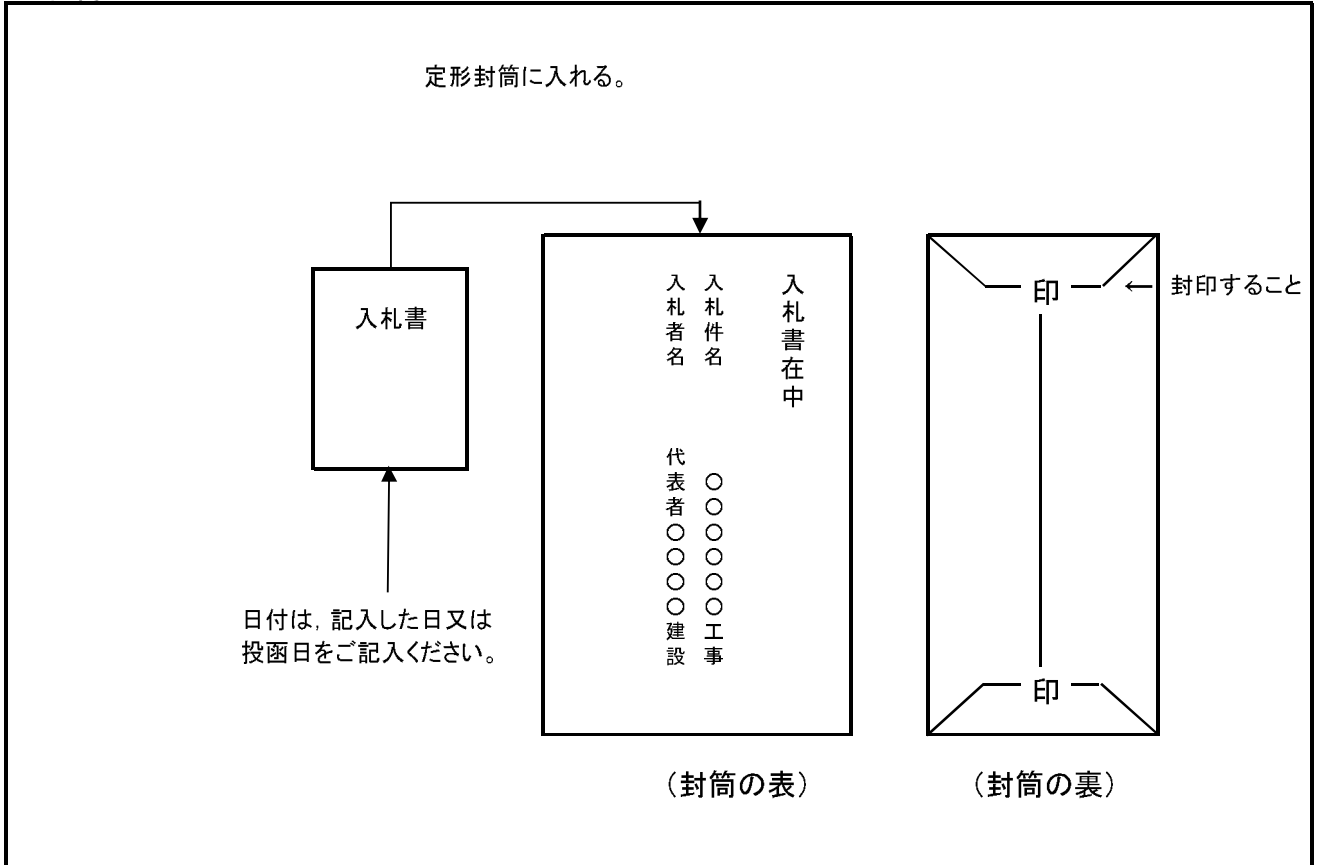 定形封筒に入れる。
入札書
日付は,記入した日又は
投函日をご記入ください。
入札書在中
入札件名 ○○○○○○工事
入札者名 代表者○○○○建設
(封筒の表)
印
← 封印すること
印
(封筒の裏)